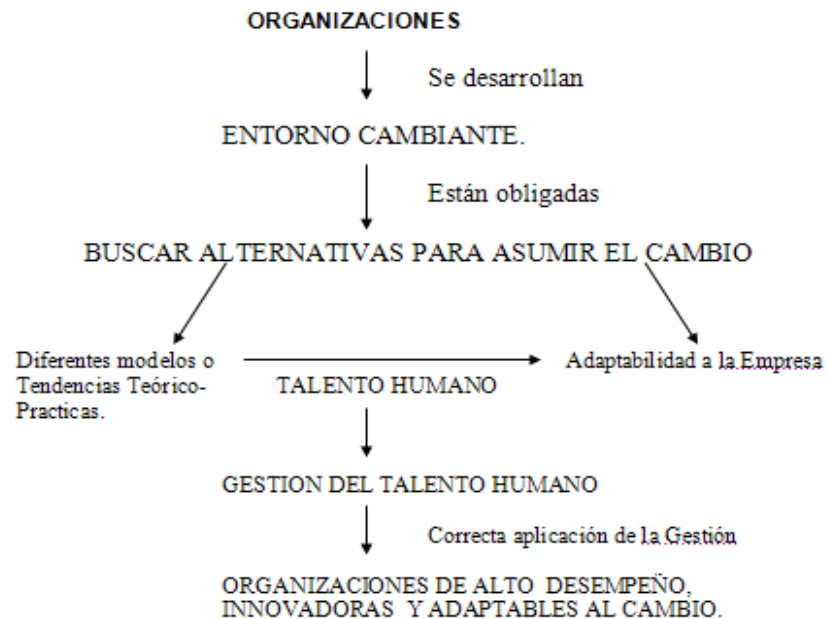 ORGANIZACIONES
Se desarrollan
ENTORNO CAMBIANTE.
Están obligadas
BUSCAR ALTERNATIVAS PARA ASUMIR EL CAMBIO
Diferentes modelos o
Tendencias Teórico-
Practicas.
Adaptabilidad a la Empresa
TALENTO HUMANO
GESTION DEL TALENTO HUMANO
Correcta aplicación de la Gestión
ORGANIZACIONES DE ALTO DESEMPEÑO,
INNOVADORAS Y ADAPTABLES AL CAMBIO.